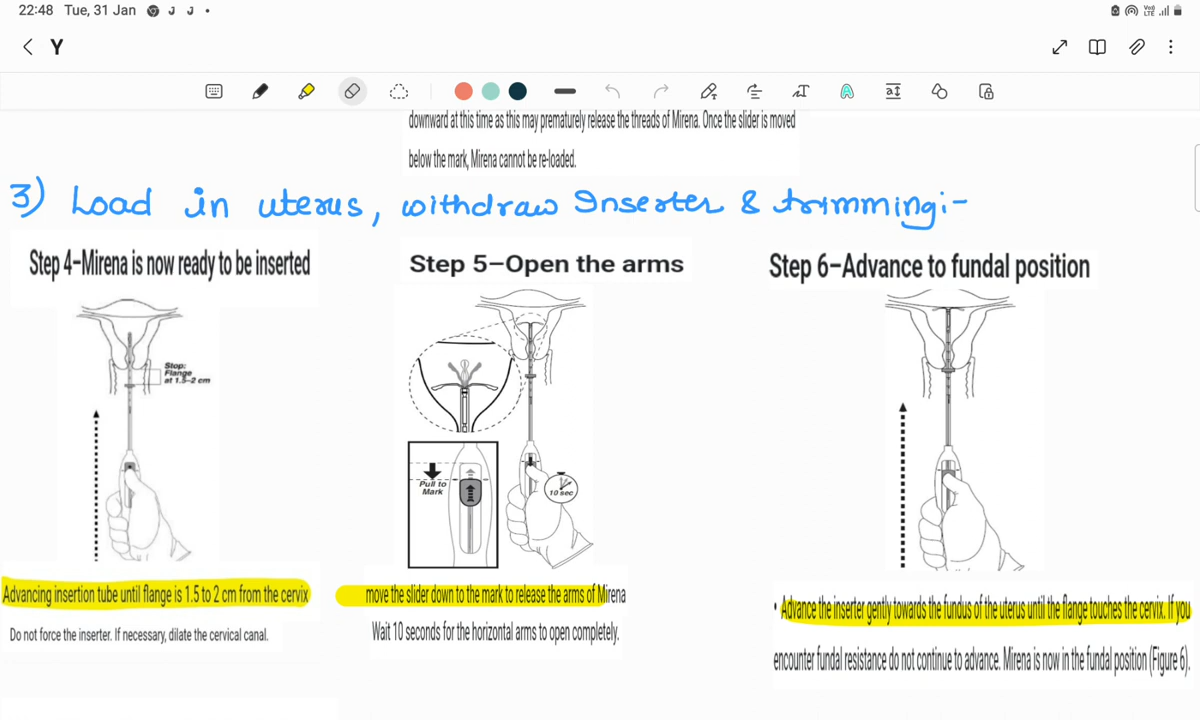 22:48 Tue, 31 Jan
Y
downward at this time as this may prematurely release the threads of Mirena. Once the slider is moved
below the mark, Mirena cannot be re-loaded.
3) Load in uterus, withdraw Inserter & trimming:-
Step 4–Mirena is now ready to be inserted
Stop:
Flange
at 1.5–2 cm
Advancing insertion tube until flange is 1.5 to 2 cm from the cervix
Do not force the inserter. If necessary, dilate the cervical canal.
Step 5–Open the arms
Pull to
Mark
10 sec
move the slider down to the mark to release the arms of Mirena
Wait 10 seconds for the horizontal arms to open completely.
Step 6–Advance to fundal position
• Advance the inserter gently towards the fundus of the uterus until the flange touches the cervix. If you
encounter fundal resistance do not continue to advance. Mirena is now in the fundal position (Figure 6).